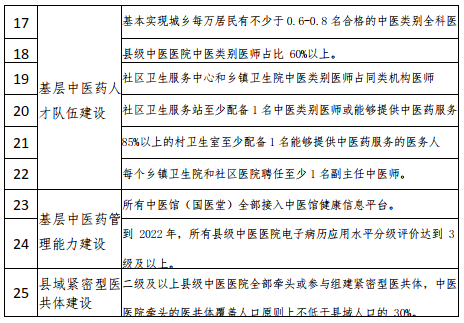 17
基本实现城乡每万居民有不少于 0.6-0.8 名合格的中医类别全科医
18
县级中医医院中医类别医师占比 60%以上。
19
社区卫生服务中心和乡镇卫生院中医类别医师占同类机构医师
基层中医药人
才队伍建设
20
社区卫生服务站至少配备 1 名中医类别医师或能够提供中医药服务
21
85%以上的村卫生室至少配备 1 名能够提供中医药服务的医务人
22
每个乡镇卫生院和社区医院聘任至少 1 名副主任中医师。
23
所有中医馆（国医堂）全部接入中医馆健康信息平台。
基层中医药管
理能力建设
24
到 2022 年，所有县级中医医院电子病历应用水平分级评价达到 3
级及以上。
25
县域紧密型医
共体建设
二级及以上县级中医医院全部牵头或参与组建紧密型医共体，中医
医院牵头的医共体覆盖人口原则上不低于县域人口的 30%。